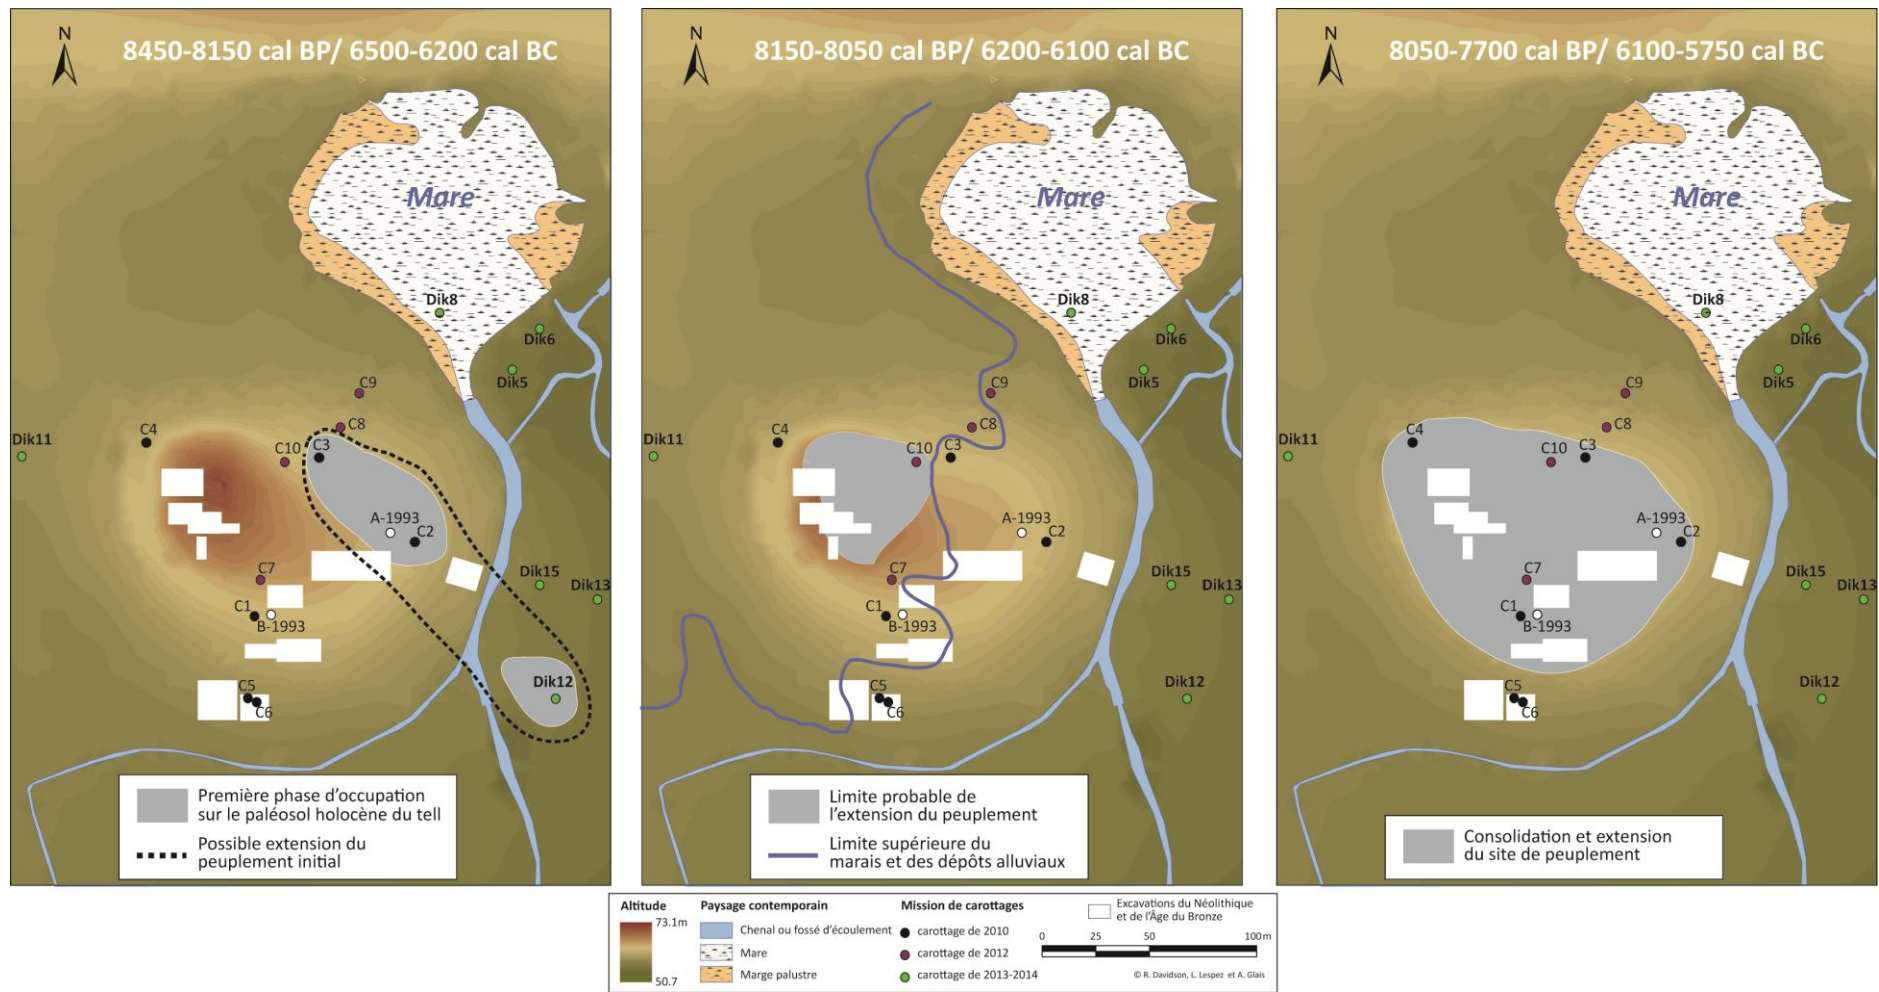 N
8450-8150 cal BP/ 6500-6200 cal BC
Mare
Dik8
Dik6
Dik5
C9
C8
C4
C3
C10
Dik11
A-1993
C2
C7
Dik15
Dik13
C1
B-1993
Dik12
C5
C6
Première phase d'occupation
sur le paléosol holocène du tell
Possible extension du
peuplement initial
N
8150-8050 cal BP/ 6200-6100 cal BC
Mare
Dik8
Dik6
Dik5
C9
C8
C4
C3
C10
Dik11
A-1993
C2
C7
Dik15
Dik13
C1
B-1993
Dik12
C5
C6
Limite probable de
l'extension du peuplement
Limite supérieure du
marais et des dépôts alluviaux
N
8050-7700 cal BP/ 6100-5750 cal BC
Mare
Dik8
Dik6
Dik5
C9
C8
C4
C3
C10
Dik11
A-1993
C2
C7
Dik15
Dik13
C1
B-1993
Dik12
C5
C6
Consolidation et extension
du site de peuplement
Altitude
73.1m
50.7
Paysage contemporain
Chenal ou fossé d'écoulement
Mare
Marge palustre
Mission de carottages
carottage de 2010
carottage de 2012
carottage de 2013-2014
Excavations du Néolithique
et de l'Âge du Bronze
0 25 50 100 m
© R. Davidson, L. Lespez et A. Glais